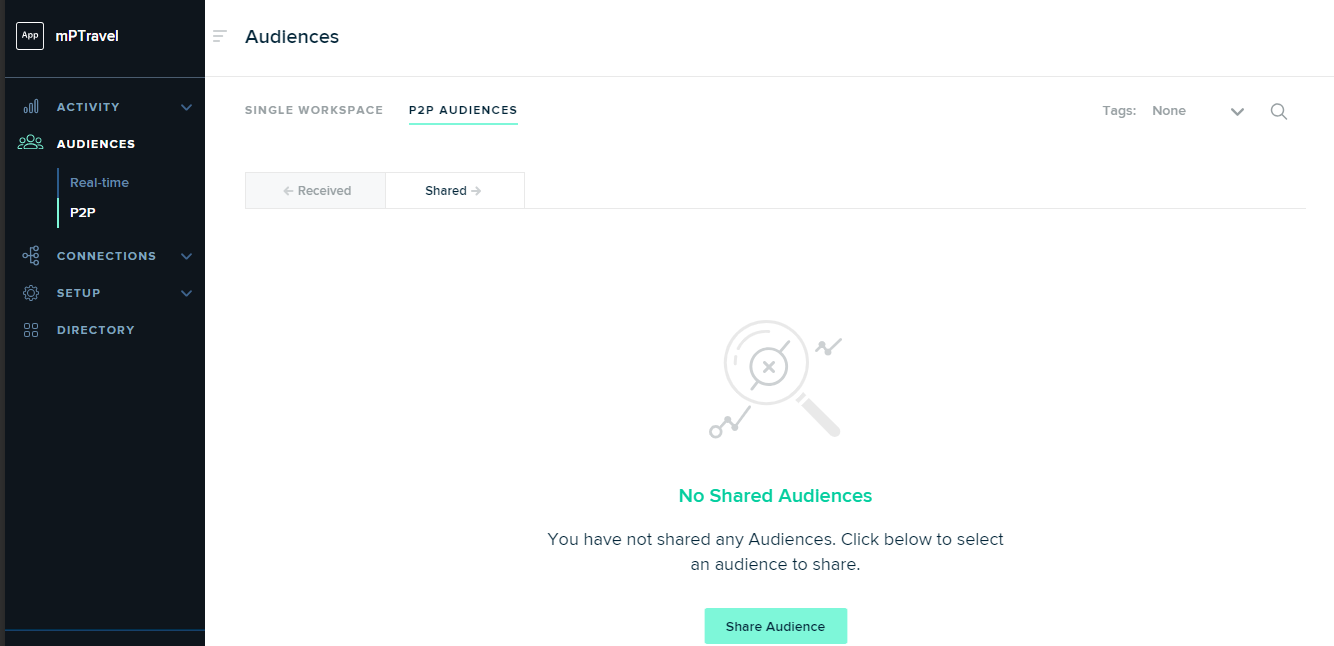 App mPTravel
Audiences
ACTIVITY
AUDIENCES
Real-time
P2P
CONNECTIONS
SETUP
DIRECTORY
SINGLE WORKSPACE P2P AUDIENCES Tags: None
← Received Shared →
No Shared Audiences
You have not shared any Audiences. Click below to select
an audience to share.
Share Audience